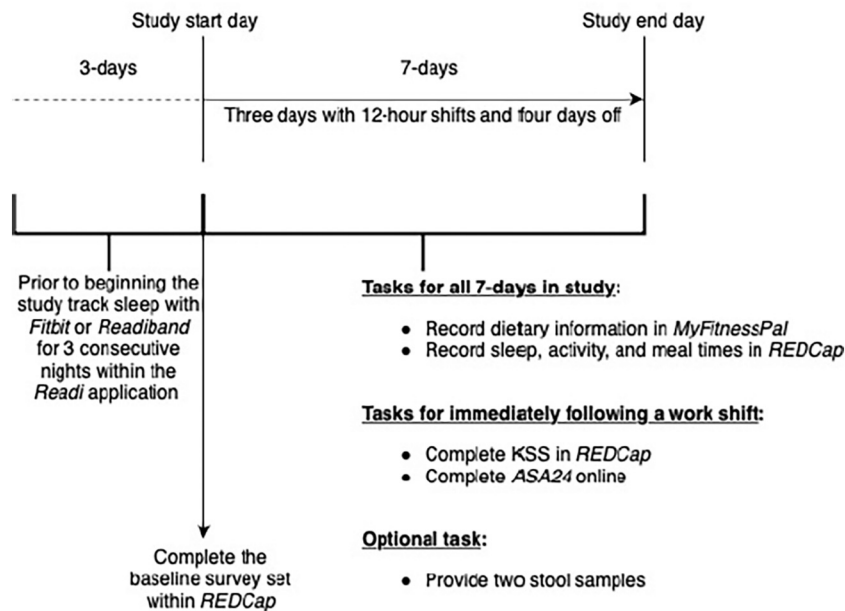 Study start day
Study end day
3-days
7-days
Three days with 12-hour shifts and four days off
Prior to beginning the
study track sleep with
Fitbit or Readiband
for 3 consecutive
nights within the
Readi application
Tasks for all 7-days in study:
● Record dietary information in MyFitnessPal
● Record sleep, activity, and meal times in REDCap
Tasks for immediately following a work shift:
● Complete KSS in REDCap
● Complete ASA24 online
Optional task:
● Provide two stool samples
Complete the
baseline survey set
within REDCap